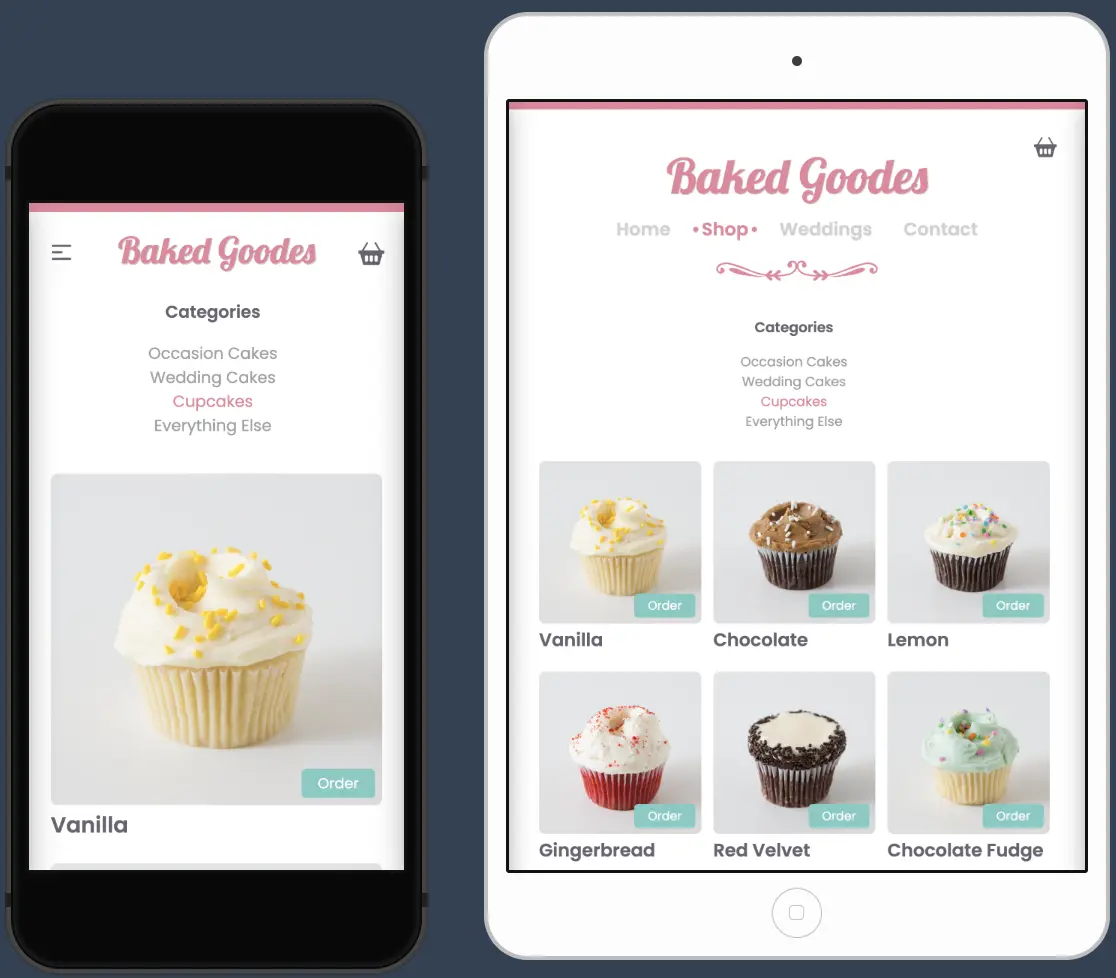 Baked Goodes
Categories
Occasion Cakes
Wedding Cakes
Cupcakes
Everything Else
Order
Vanilla
Baked Goodes
Home • Shop • Weddings Contact
Categories
Occasion Cakes
Wedding Cakes
Cupcakes
Everything Else
Order Order Order
Vanilla Chocolate Lemon
Order Order Order
Gingerbread Red Velvet Chocolate Fudge